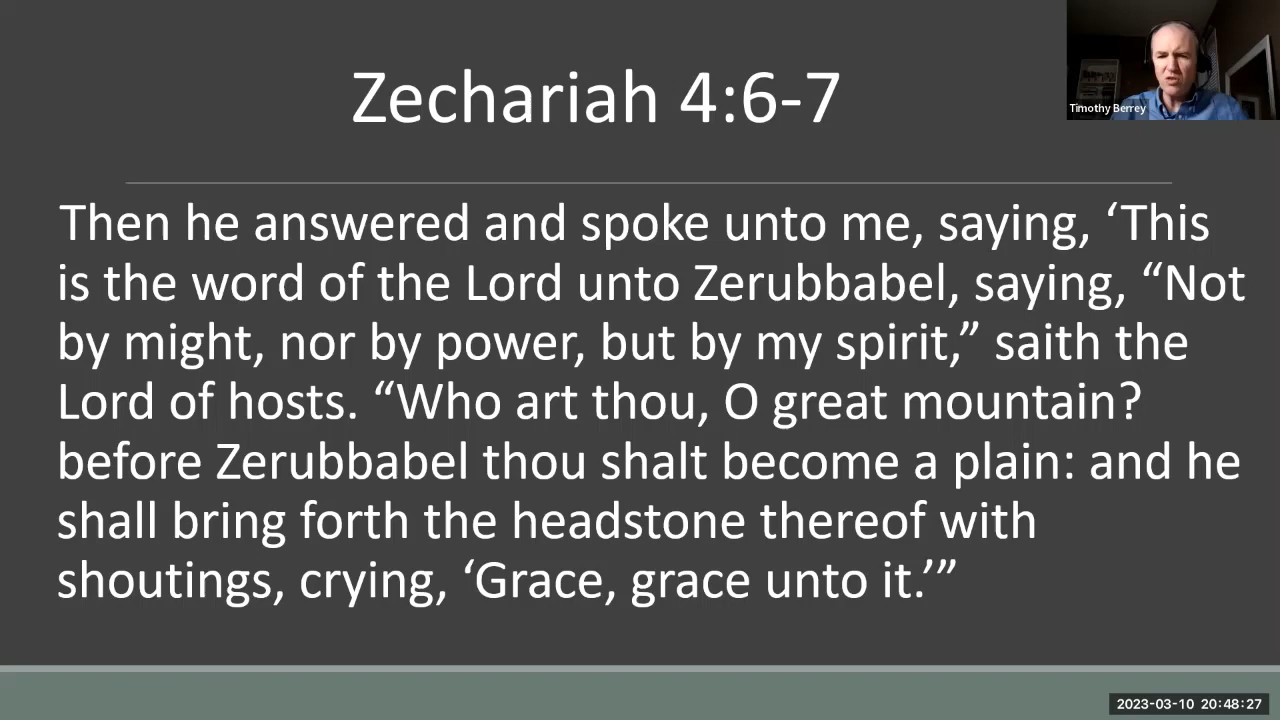 Zechariah 4:6-7
Timothy Berrey
Then he answered and spoke unto me, saying, ‘This
is the word of the Lord unto Zerubbabel, saying, “Not
by might, nor by power, but by my spirit,” saith the
Lord of hosts. “Who art thou, O great mountain?
before Zerubbabel thou shalt become a plain: and he
shall bring forth the headstone thereof with
shoutings, crying, ‘Grace, grace unto it.’”
2023-03-10 20:48:27